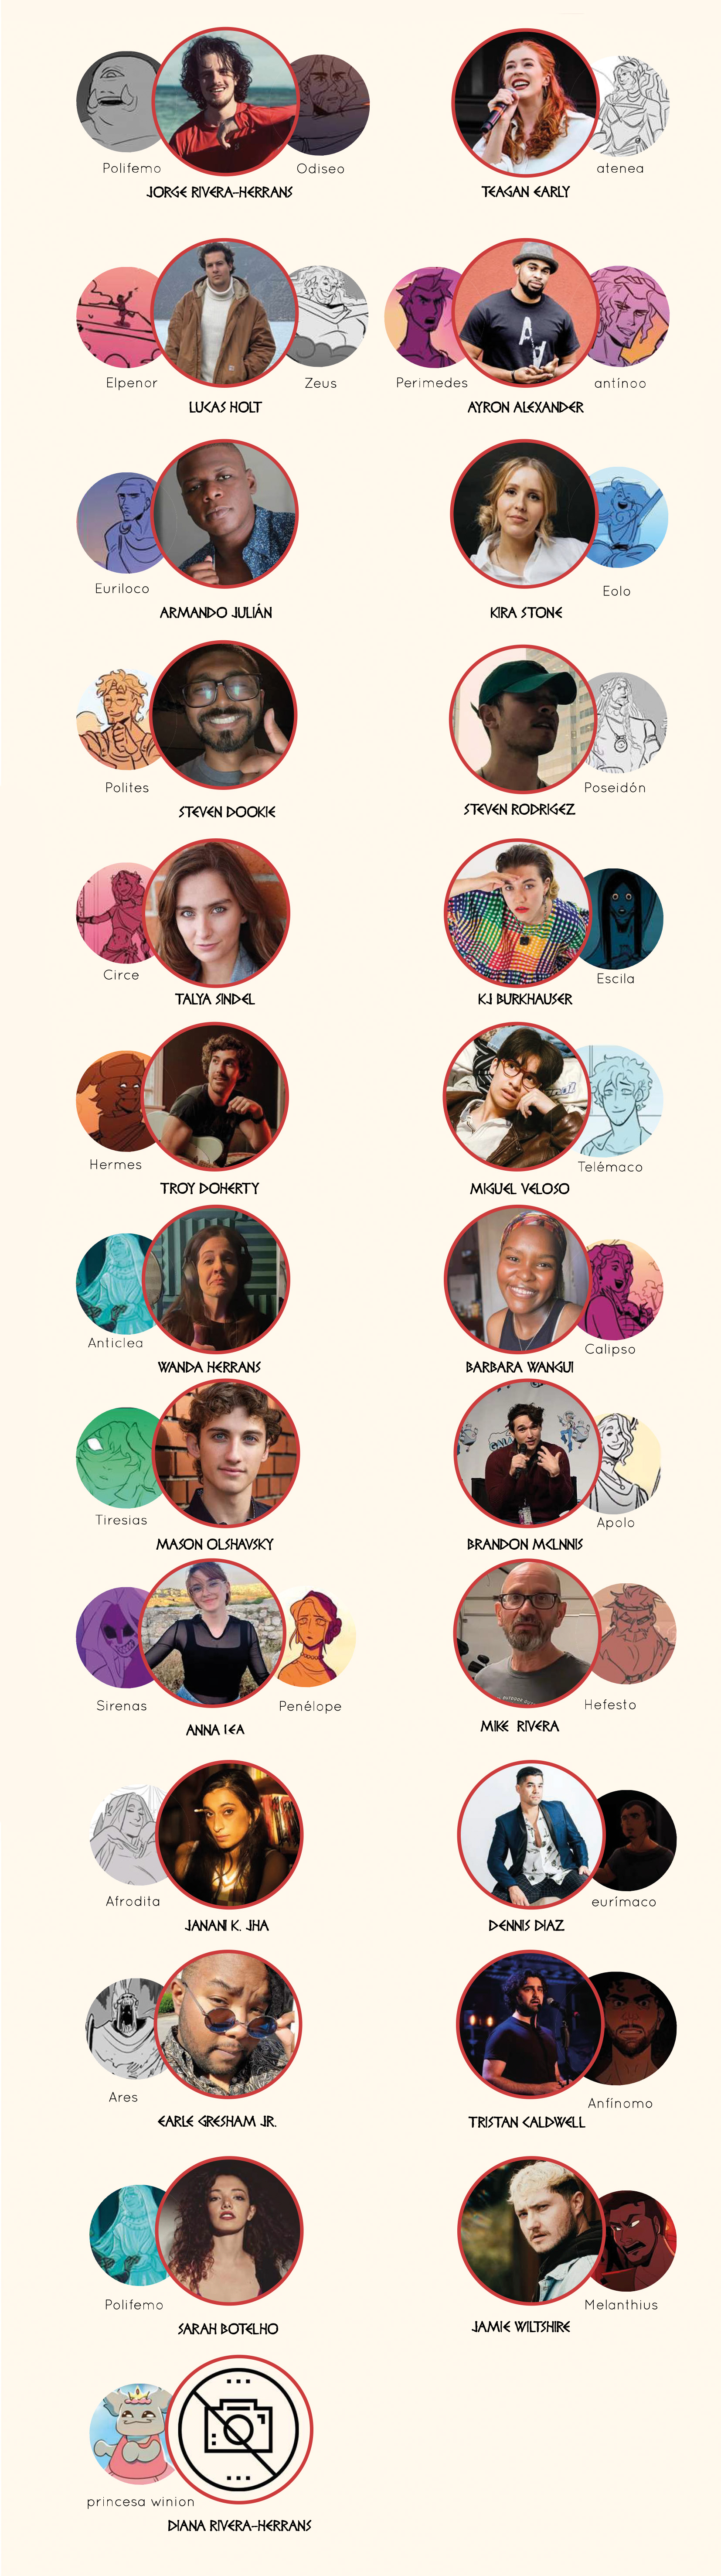 Polifemo
Odiseo
JORGE RIVERA-HERRANS
atenea
TEAGAN EARLY
Elpenor
Zeus
LUCAS HOLT
Perimedes
antínoo
AYRON ALEXANDER
Euriloco
ARMANDO JULIÁN
Eolo
KIRA STONE
Polites
STEVEN DOOKIE
Poseidón
STEVEN RODRIGEZ
Circe
TALYA SINDEL
Escila
KJ BURKHAUSER
Hermes
TROY DOHERTY
Telémaco
MIGUEL VELOSO
Anticlea
WANDA HERRANS
Calipso
BARBARA WANGUI
Tiresias
MASON OLSHAVSKY
Apolo
BRANDON MCLNNIS
Sirenas
Penélope
ANNA LEA
Hefesto
MIKE RIVERA
Afrodita
JANANI K. JHA
eurímaco
DENNIS DIAZ
Ares
EARLE GRESHAM JR.
Anfínomo
TRISTAN CALDWELL
Polifemo
SARAH BOTELHO
Melanthius
JAMIE WILTSHIRE
princesa winion
DIANA RIVERA-HERRANS